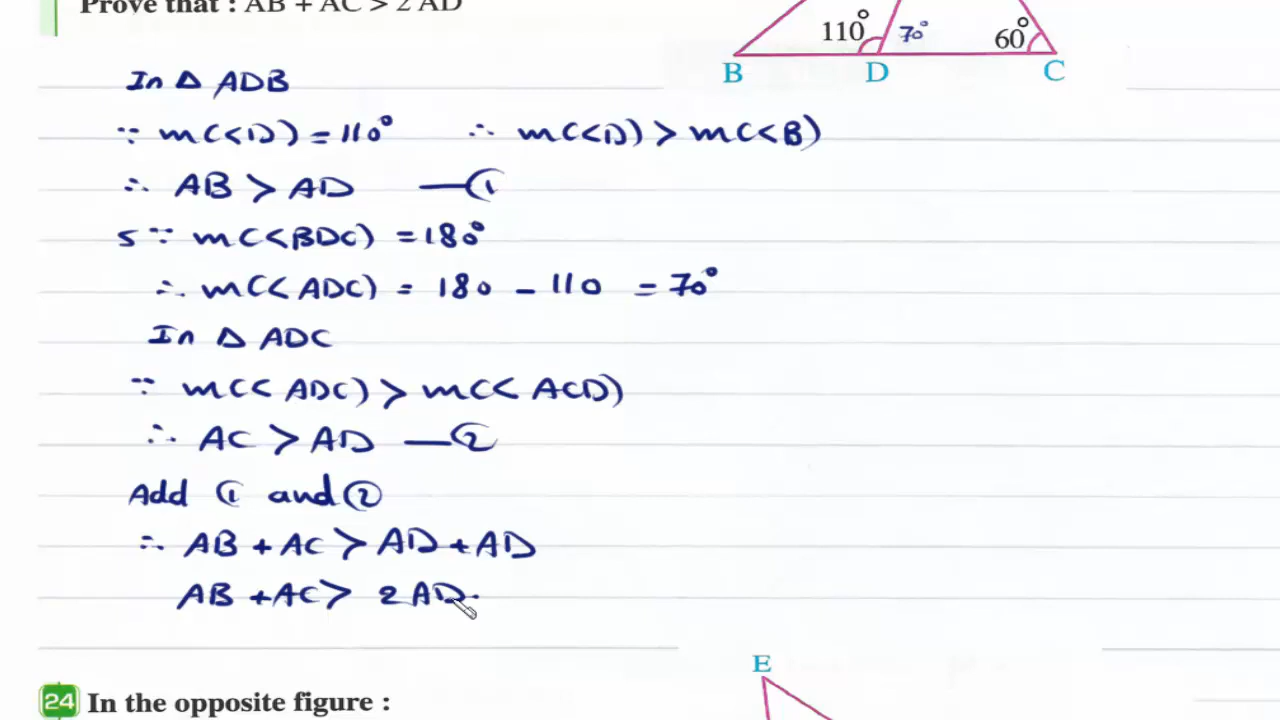 Prove that : AB + AC > 2 AD
110° 70° 60°
B D C
In Δ ADB
∵ m(<D) = 110° ∴ m(<D) > m(<B)
∴ AB > AD —①
, ∵ m(<BDC) = 180°
∴ m(< ADC) = 180 - 110 = 70°
In Δ ADC
∵ m(< ADC) > m(< ACD)
∴ AC > AD —②
Add ① and ②
∴ AB + AC > AD + AD
AB + AC > 2 AD.
E
24 In the opposite figure :